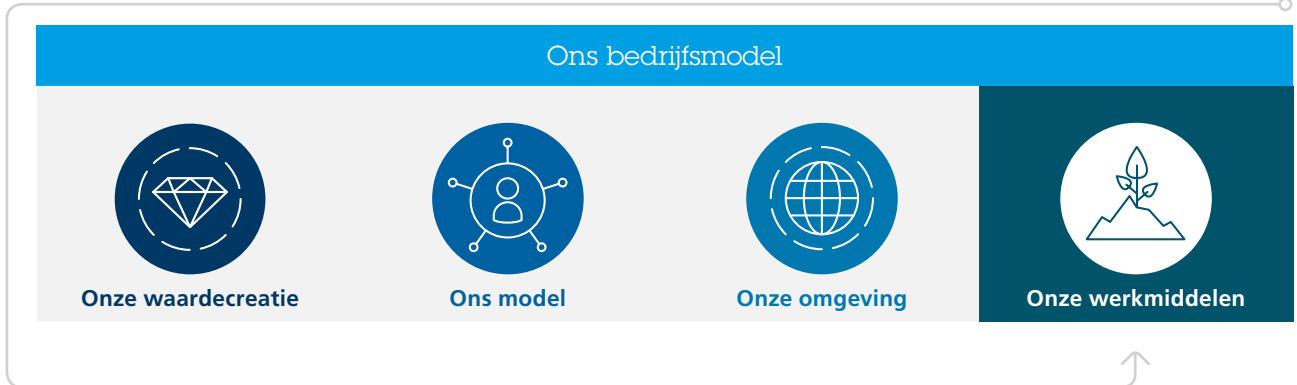 Ons bedrijfsmodel
Onze waardecreatie
Ons model
Onze omgeving
Onze werkmiddelen